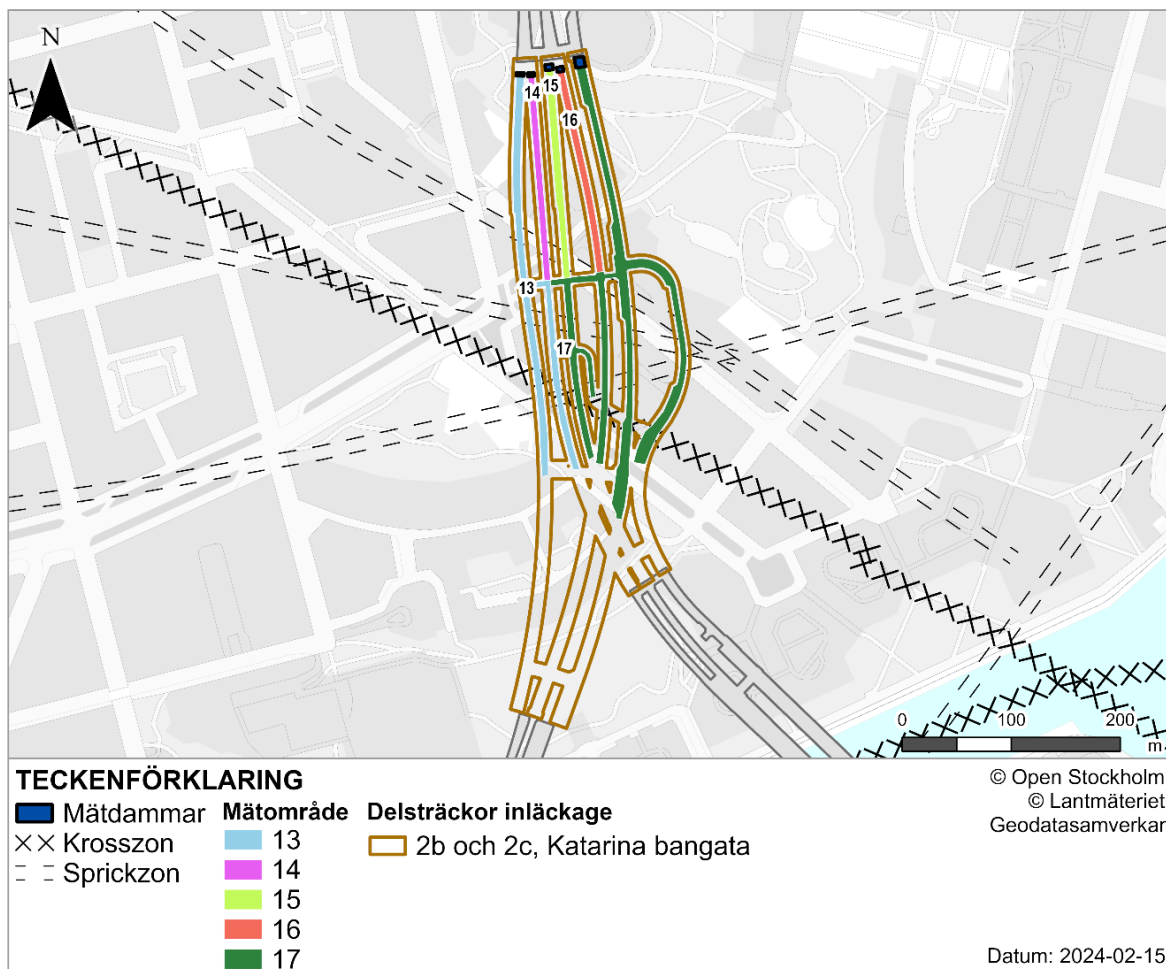 N
14
15
16
13
17
0
100
200
m
TECKENFÖRKLARING
Mätdammar
Krosszon
Sprickzon
Mätområde
13
14
15
16
17
Delsträckor inläckage
2b och 2c, Katarina bangata
© Open Stockholm
© Lantmäteriet
Geodatasamverkan
Datum: 2024-02-15